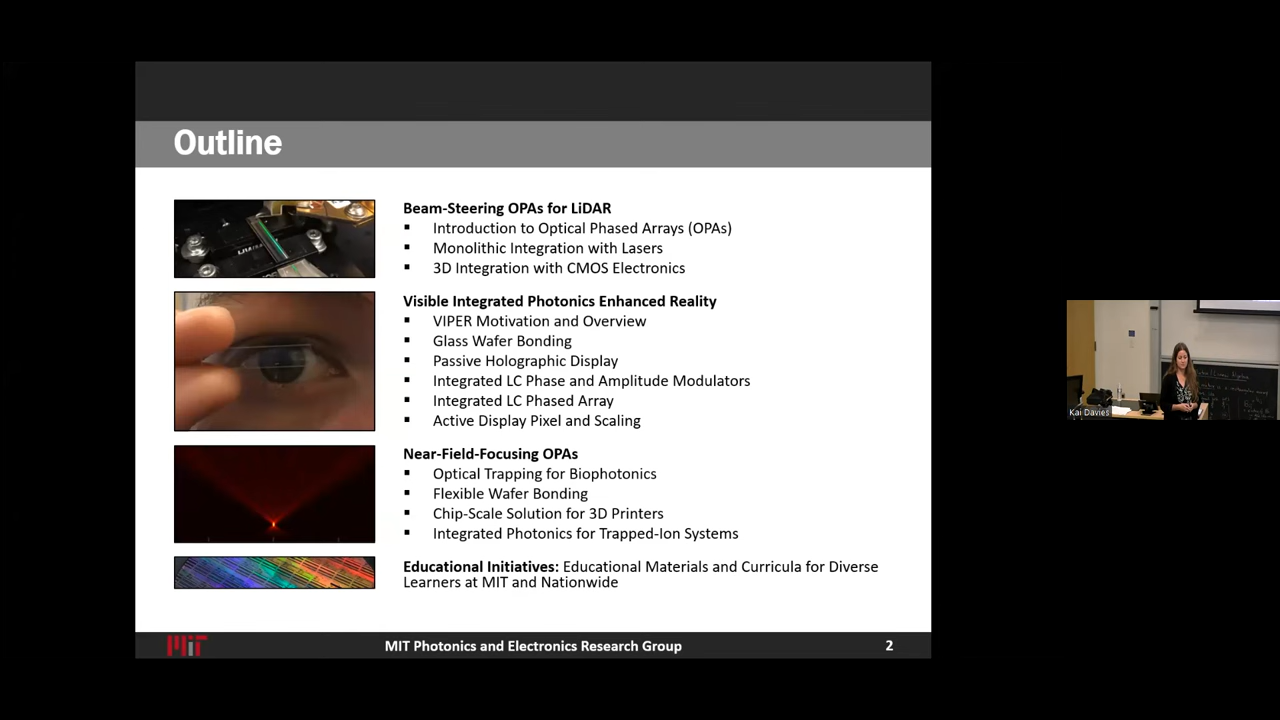 Outline
Beam-Steering OPAs for LiDAR
▪ Introduction to Optical Phased Arrays (OPAs)
▪ Monolithic Integration with Lasers
▪ 3D Integration with CMOS Electronics
Visible Integrated Photonics Enhanced Reality
▪ VIPER Motivation and Overview
▪ Glass Wafer Bonding
▪ Passive Holographic Display
▪ Integrated LC Phase and Amplitude Modulators
▪ Integrated LC Phased Array
▪ Active Display Pixel and Scaling
Near-Field-Focusing OPAs
▪ Optical Trapping for Biophotonics
▪ Flexible Wafer Bonding
▪ Chip-Scale Solution for 3D Printers
▪ Integrated Photonics for Trapped-Ion Systems
Educational Initiatives: Educational Materials and Curricula for Diverse
Learners at MIT and Nationwide
MIT
MIT Photonics and Electronics Research Group
2
Kai Davies